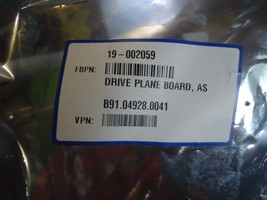 19-002059
FBPN:
DRIVE PLANE BOARD, AS
B91.04928.0041
VPN: